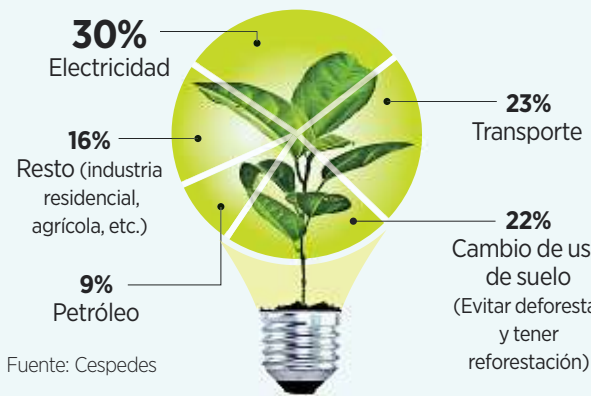 30%
Electricidad
16%
Resto (industria
residencial,
agrícola, etc.)
9%
Petróleo
Fuente: Cespedes
23%
Transporte
22%
Cambio de us
de suelo
(Evitar deforesta
y tener
reforestación)